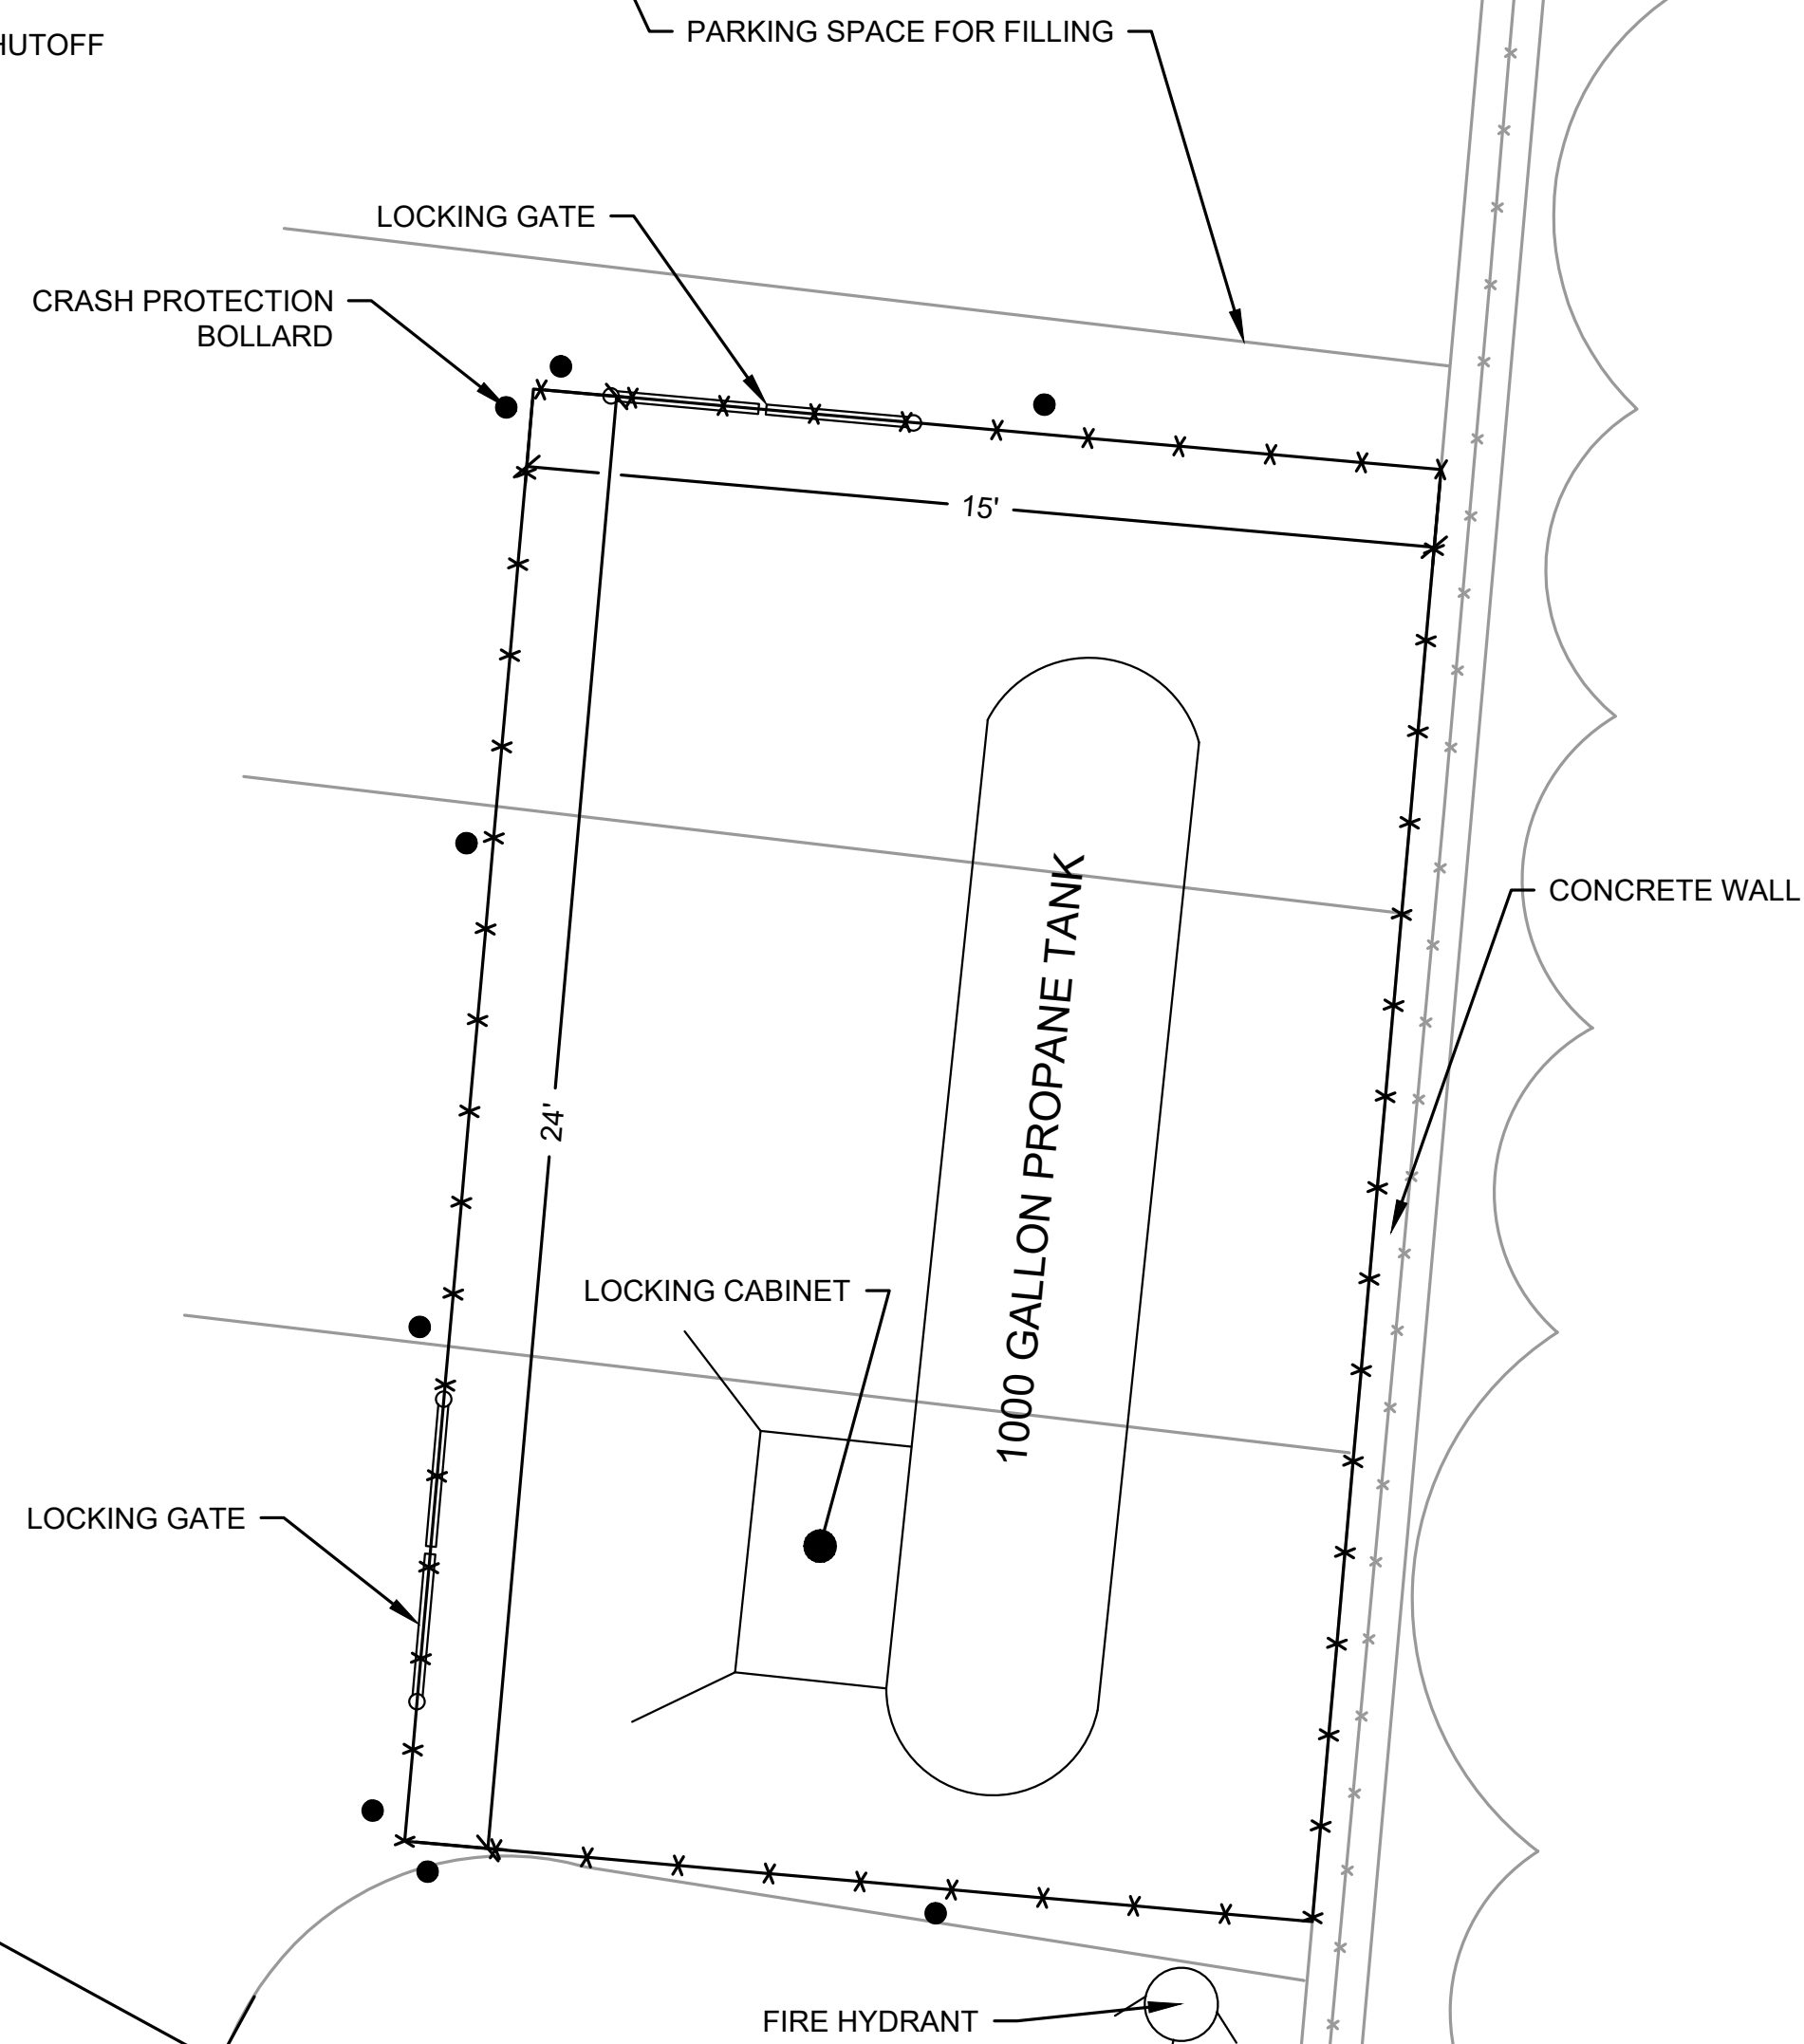 PARKING SPACE FOR FILLING
HUTOFF
LOCKING GATE
CRASH PROTECTION
BOLLARD
15'
CONCRETE WALL
1000 GALLON PROPANE TANK
24'
LOCKING CABINET
LOCKING GATE
FIRE HYDRANT